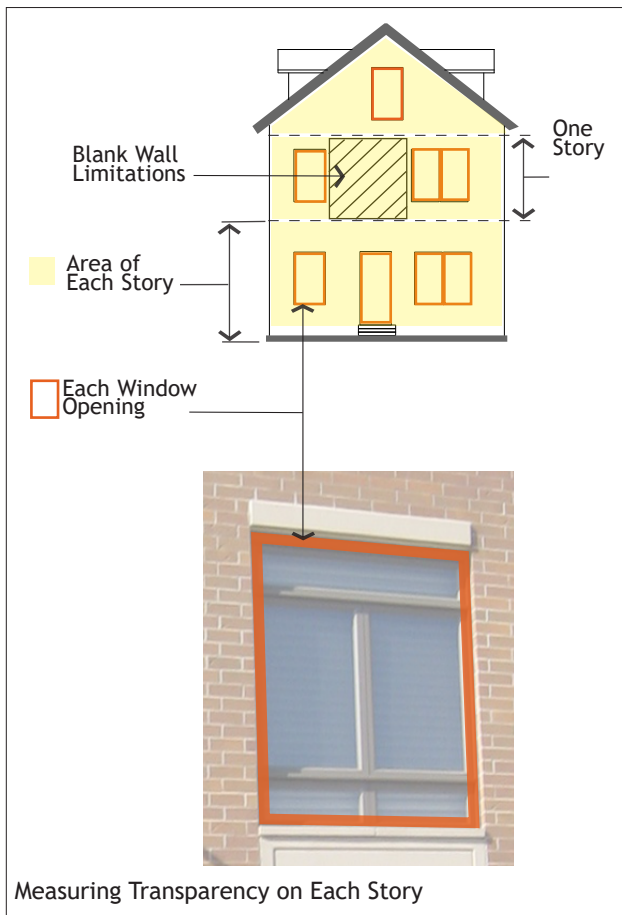 One
Story
Blank Wall
Limitations
Area of
Each Story
Each Window
Opening
Measuring Transparency on Each Story